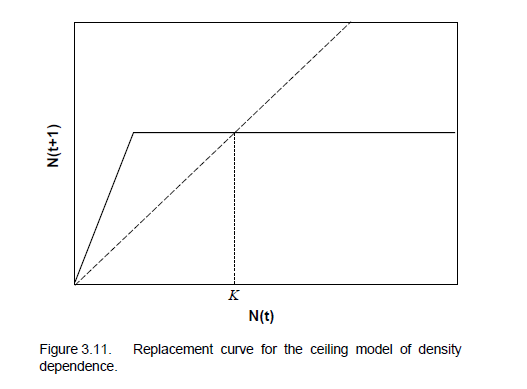 N(t+1)
K
N(t)
Figure 3.11. Replacement curve for the ceiling model of density
dependence.